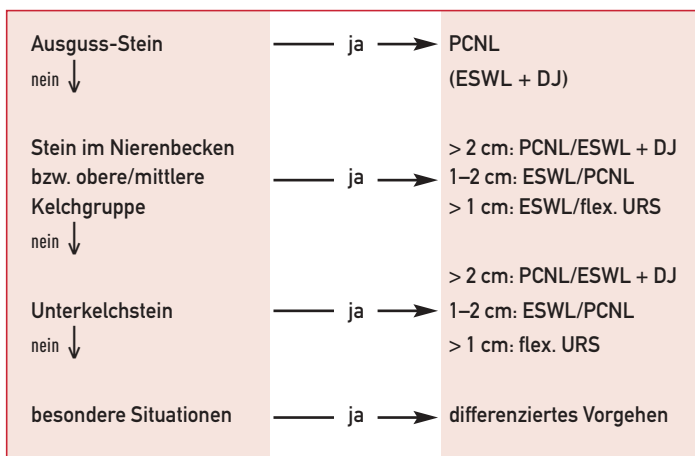 Ausguss-Stein ja PCNL
nein (ESWL + DJ)
Stein im Nierenbecken > 2 cm: PCNL/ESWL + DJ
bzw. obere/mittlere ja 1–2 cm: ESWL/PCNL
Kelchgruppe > 1 cm: ESWL/flex. URS
nein
> 2 cm: PCNL/ESWL + DJ
Unterkelchstein ja 1–2 cm: ESWL/PCNL
nein > 1 cm: flex. URS
besondere Situationen ja differenziertes Vorgehen